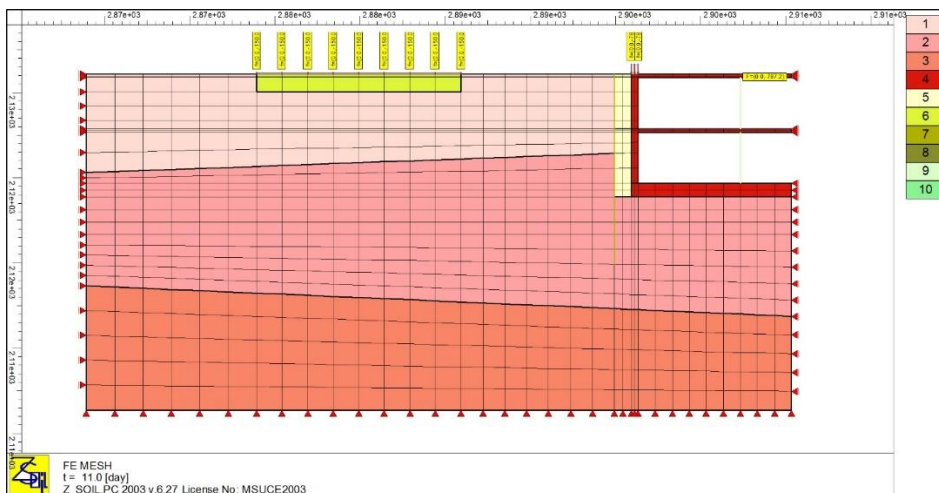 2.87e+03 2.87e+03 2.88e+03 2.88e+03 2.89e+03 2.89e+03 2.90e+03 2.90e+03 2.91e+03 2.91e+03
1
2
3
4
5
6
7
8
9
10
2.13e+03
2.12e+03
2.12e+03
2.11e+03
2.11e+03
2.11e+03
FE MESH
t = 11.0 [day]
Z_SOIL.PC 2003 v.6.27 License No: MSUCE2003